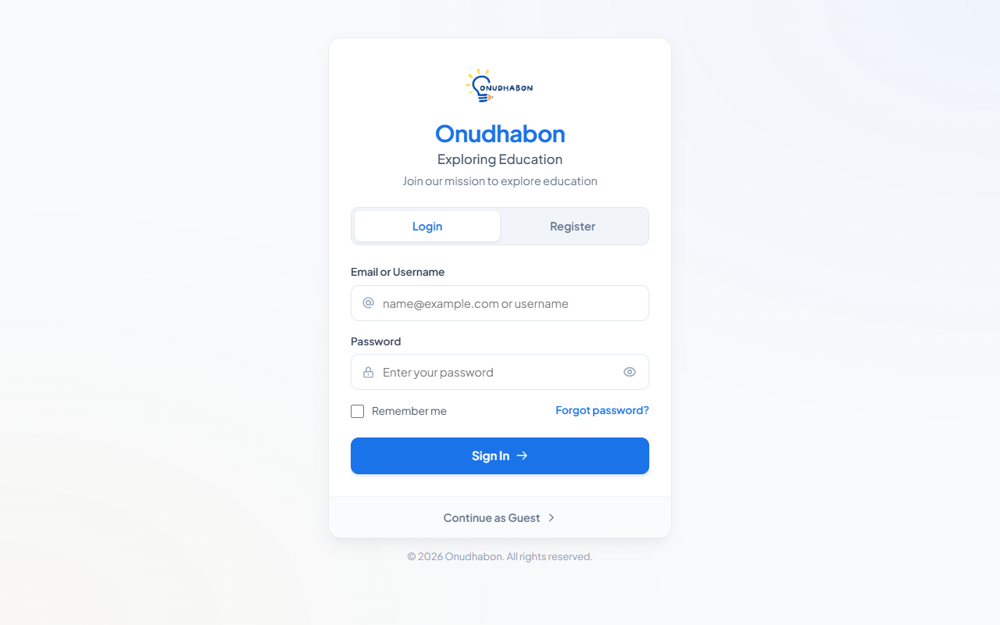 ONUDHABON
Onudhabon
Exploring Education
Join our mission to explore education
Login
Register
Email or Username
name@example.com or username
Password
Enter your password
Remember me
Forgot password?
Sign In
Continue as Guest
© 2026 Onudhabon. All rights reserved.